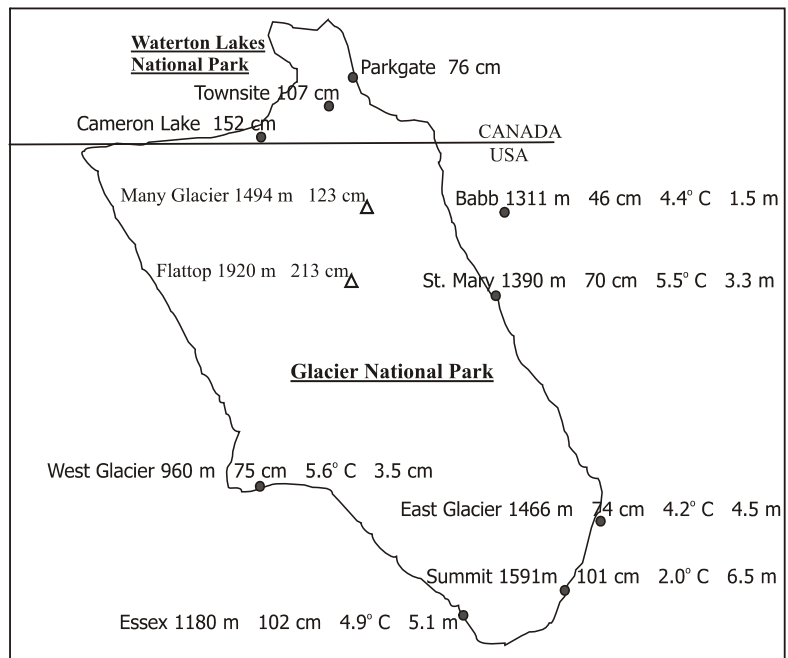 Waterton Lakes
National Park
Parkgate 76 cm
Townsite 107 cm
Cameron Lake 152 cm
CANADA
USA
Many Glacier 1494 m 123 cm
Babb 1311 m 46 cm 4.4° C 1.5 m
Flattop 1920 m 213 cm
St. Mary 1390 m 70 cm 5.5° C 3.3 m
Glacier National Park
West Glacier 960 m 75 cm 5.6° C 3.5 cm
East Glacier 1466 m 74 cm 4.2° C 4.5 m
Summit 1591m 101 cm 2.0° C 6.5 m
Essex 1180 m 102 cm 4.9° C 5.1 m